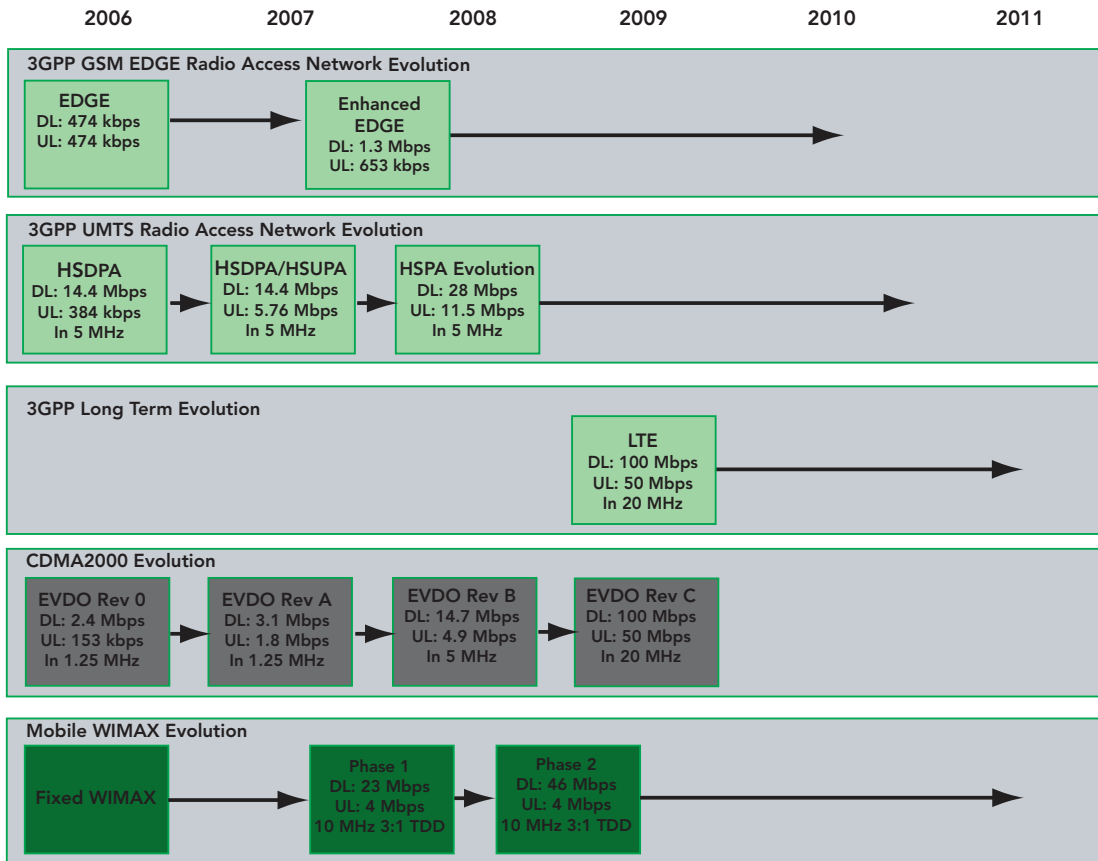 2006 2007 2008 2009 2010 2011
3GPP GSM EDGE Radio Access Network Evolution
EDGE
DL: 474 kbps
UL: 474 kbps
Enhanced
EDGE
DL: 1.3 Mbps
UL: 653 kbps
3GPP UMTS Radio Access Network Evolution
HSDPA
DL: 14.4 Mbps
UL: 384 kbps
In 5 MHz
HSDPA/HSUPA
DL: 14.4 Mbps
UL: 5.76 Mbps
In 5 MHz
HSPA Evolution
DL: 28 Mbps
UL: 11.5 Mbps
In 5 MHz
3GPP Long Term Evolution
LTE
DL: 100 Mbps
UL: 50 Mbps
In 20 MHz
CDMA2000 Evolution
EVDO Rev 0
DL: 2.4 Mbps
UL: 153 kbps
In 1.25 MHz
EVDO Rev A
DL: 3.1 Mbps
UL: 1.8 Mbps
In 1.25 MHz
EVDO Rev B
DL: 14.7 Mbps
UL: 4.9 Mbps
In 5 MHz
EVDO Rev C
DL: 100 Mbps
UL: 50 Mbps
In 20 MHz
Mobile WIMAX Evolution
Fixed WIMAX
Phase 1
DL: 23 Mbps
UL: 4 Mbps
10 MHz 3:1 TDD
Phase 2
DL: 46 Mbps
UL: 4 Mbps
10 MHz 3:1 TDD